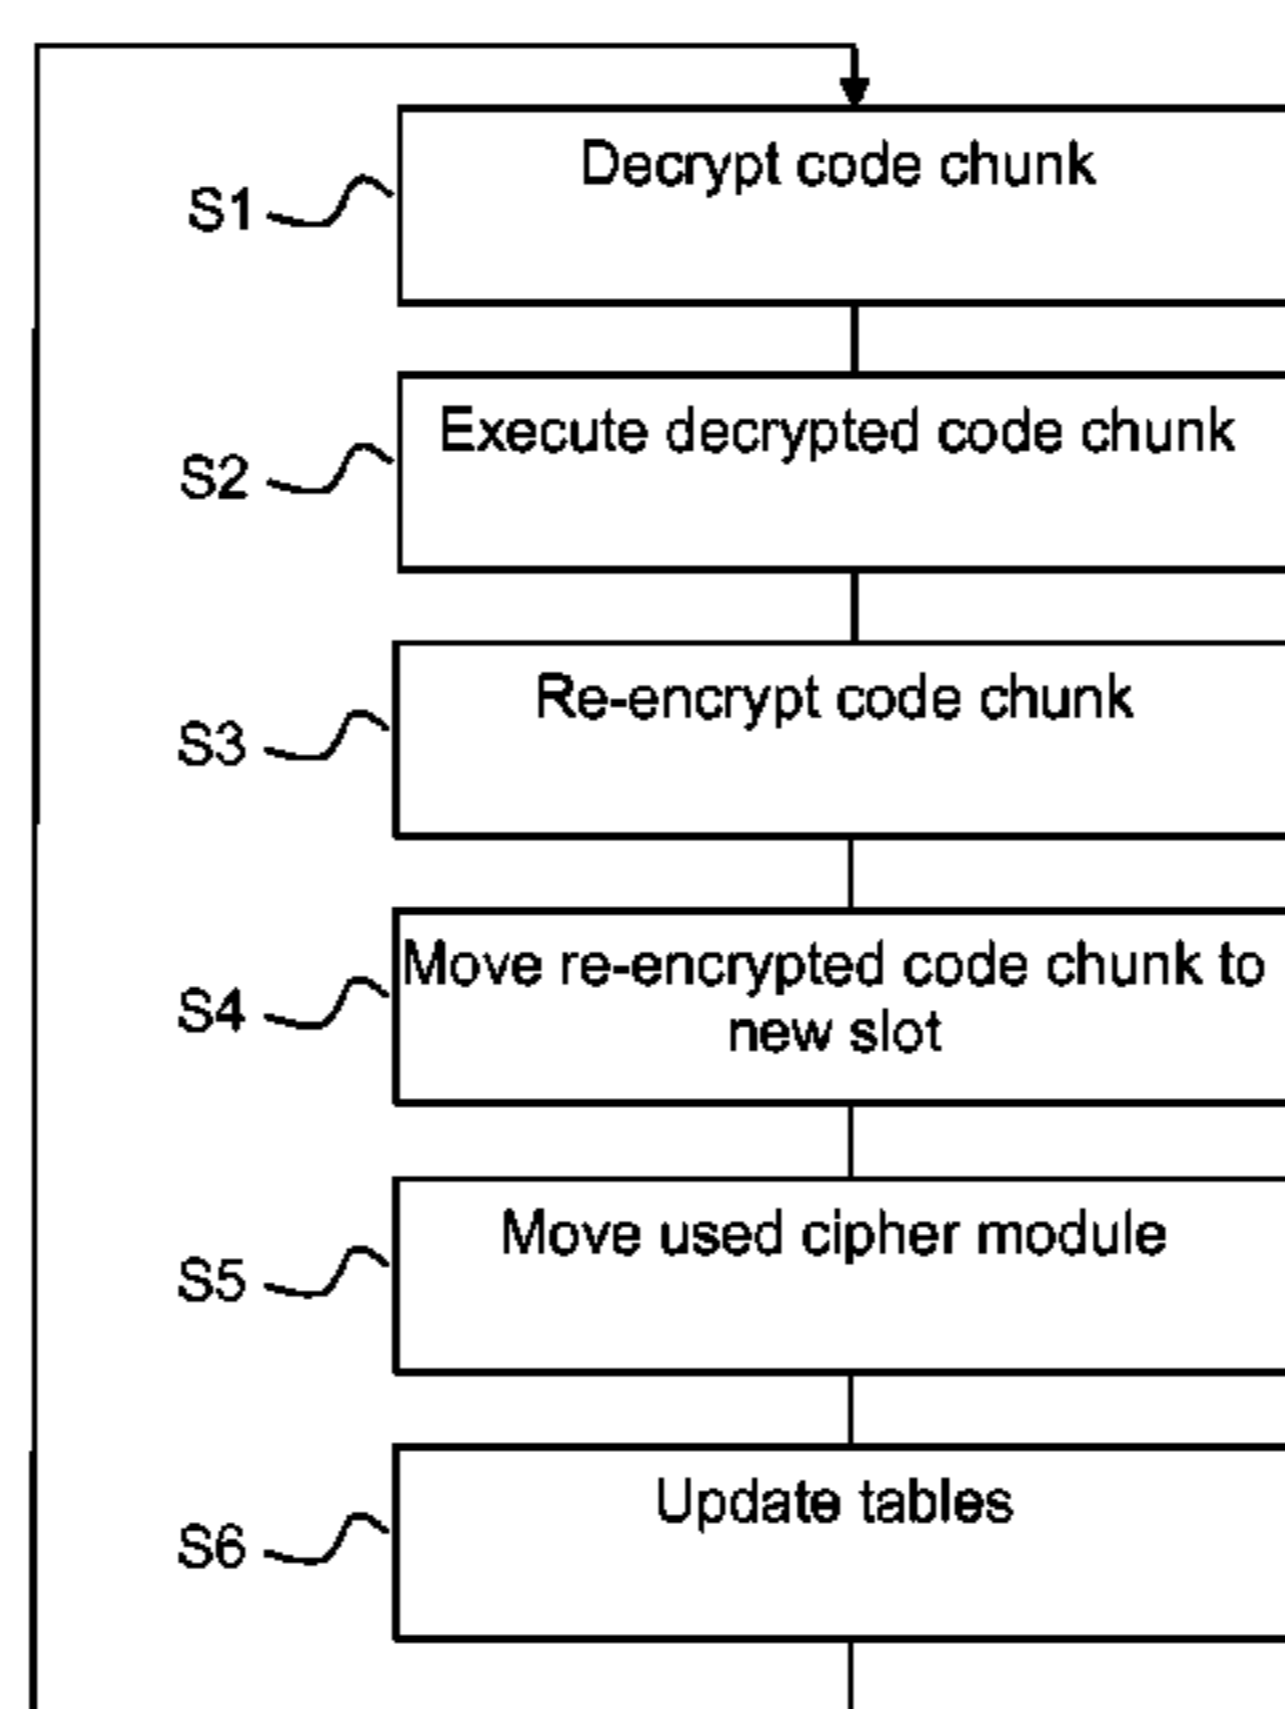 Decrypt code chunk
S1
Execute decrypted code chunk
S2
Re-encrypt code chunk
S3
Move re-encrypted code chunk to
new slot
S4
Move used cipher module
S5
Update tables
S6